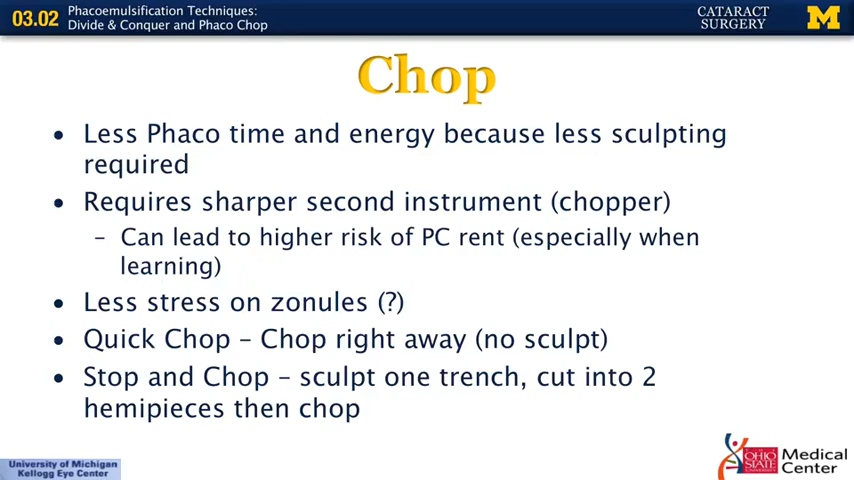 03.02
Phacoemulsification Techniques:
Divide & Conquer and Phaco Chop
CATARACT
SURGERY
M
Chop
• Less Phaco time and energy because less sculpting
required
• Requires sharper second instrument (chopper)
– Can lead to higher risk of PC rent (especially when
learning)
• Less stress on zonules (?)
• Quick Chop – Chop right away (no sculpt)
• Stop and Chop – sculpt one trench, cut into 2
hemipieces then chop
University of Michigan
Kellogg Eye Center
OHIO
STATE
UNIVERSITY
Medical
Center